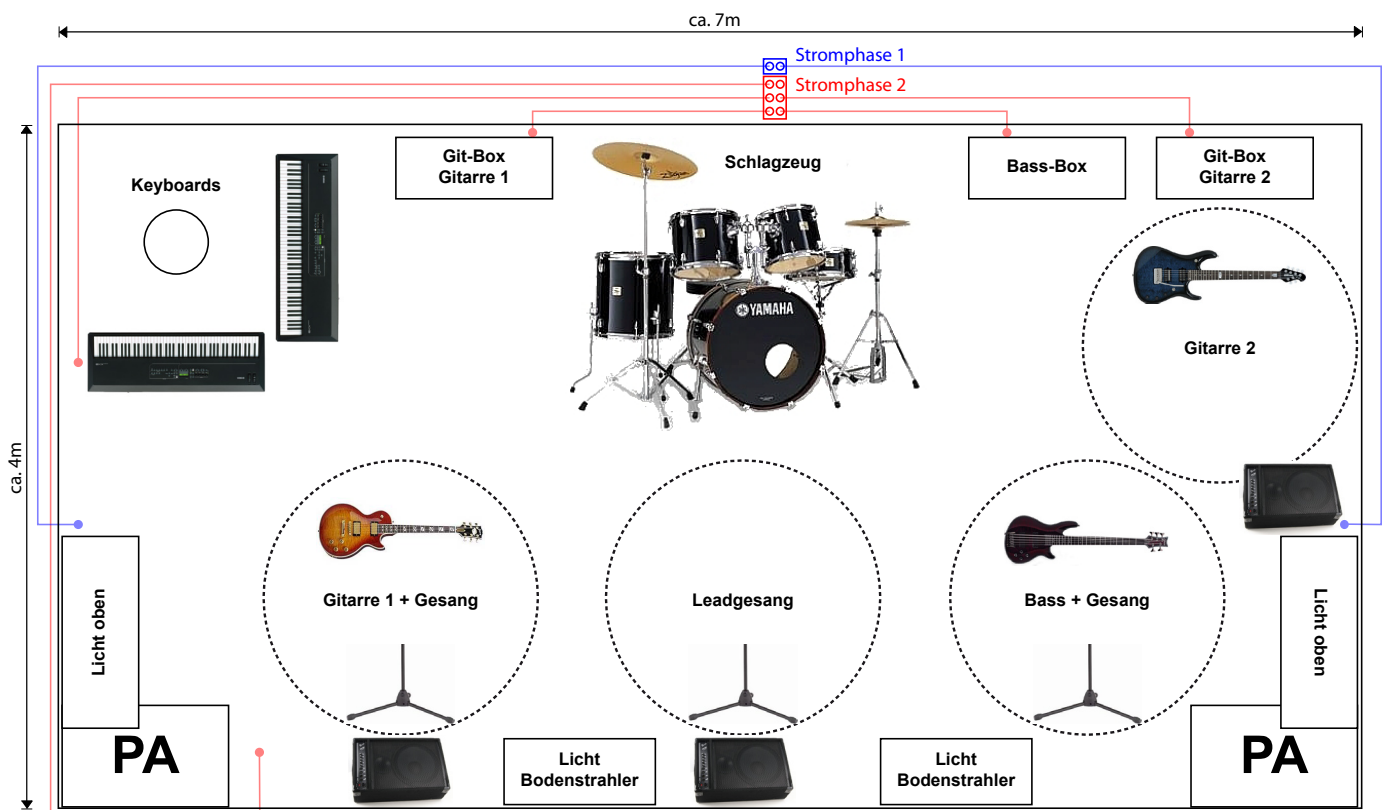 ca. 7m
Stromphase 1
Stromphase 2
Git-Box
Gitarre 1
Schlagzeug
Bass-Box
Git-Box
Gitarre 2
Keyboards
YAMAHA
Gitarre 2
ca. 4m
Gitarre 1 + Gesang
Leadgesang
Bass + Gesang
Licht oben
Licht oben
PA
Licht
Bodenstrahler
Licht
Bodenstrahler
PA